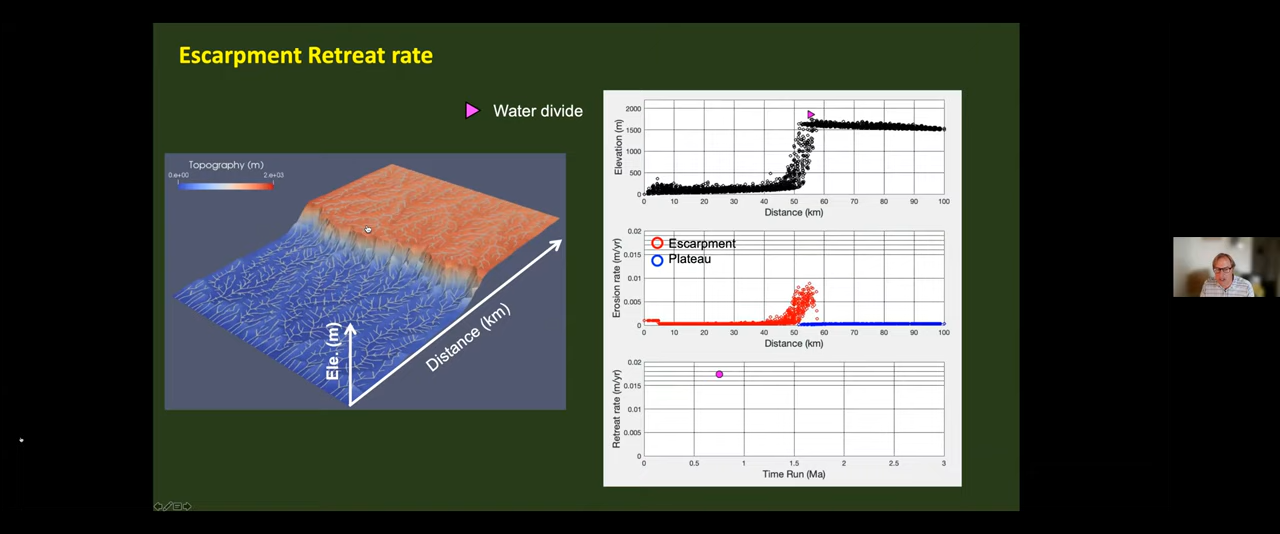 Escarpment Retreat rate
Water divide
Topography (m)
0.e+00
2.e+03
Ele. (m)
Distance (km)
Elevation (m)
2000
1500
1000
500
0
0 10 20 30 40 50 60 70 80 90 100
Distance (km)
Erosion rate (m/yr)
0.02
0.015
0.01
0.005
0
Escarpment
Plateau
0 10 20 30 40 50 60 70 80 90 100
Distance (km)
Retreat rate (m/yr)
0.02
0.015
0.01
0.005
0
0 0.5 1 1.5 2 2.5 3
Time Run (Ma)